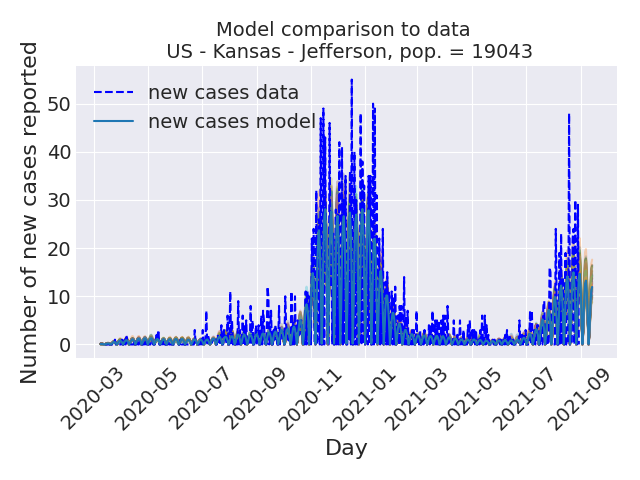 Model comparison to data
US - Kansas - Jefferson, pop. = 19043
new cases data
new cases model
Number of new cases reported
50
40
30
20
10
0
2020-03
2020-05
2020-07
2020-09
2020-11
2021-01
2021-03
2021-05
2021-07
2021-09
Day